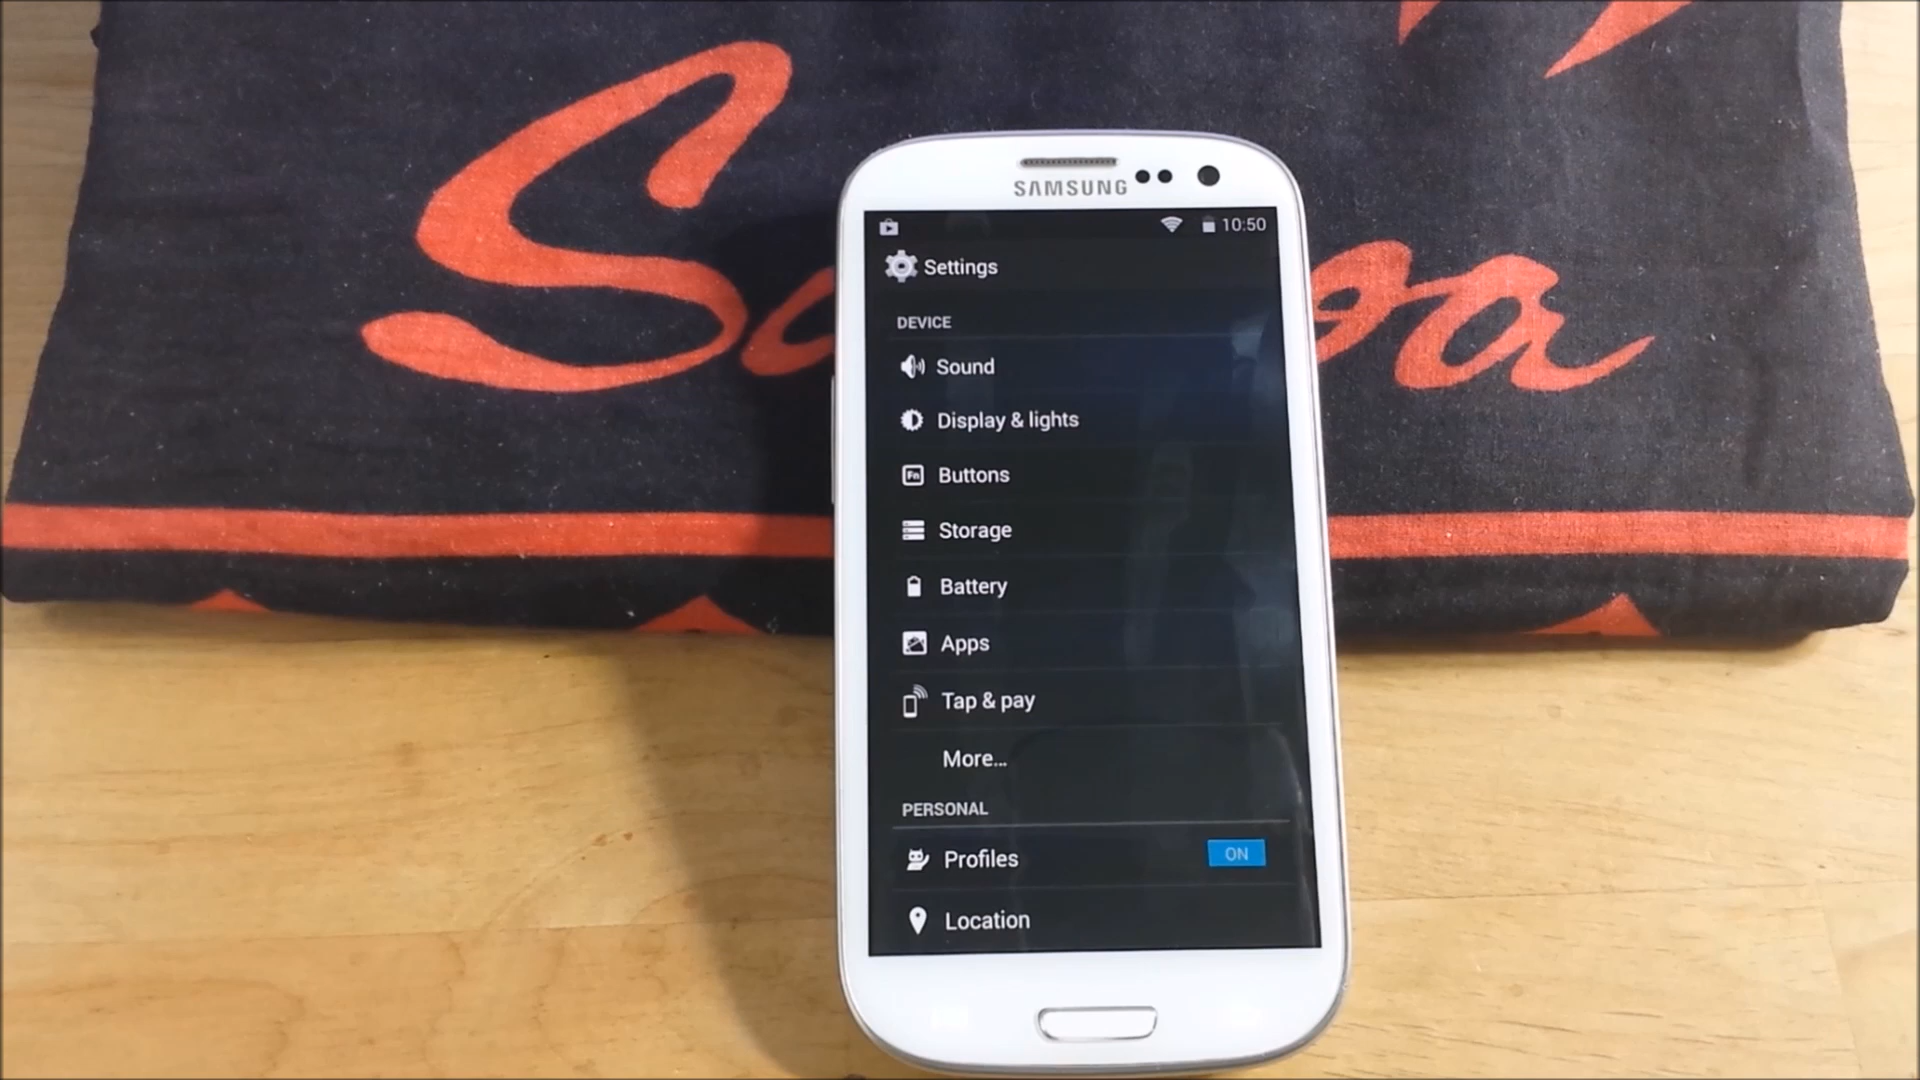 SAMSUNG
10:50
Settings
DEVICE
Sound
Display & lights
Fn
Buttons
Storage
Battery
Apps
Tap & pay
More...
PERSONAL
Profiles
ON
Location